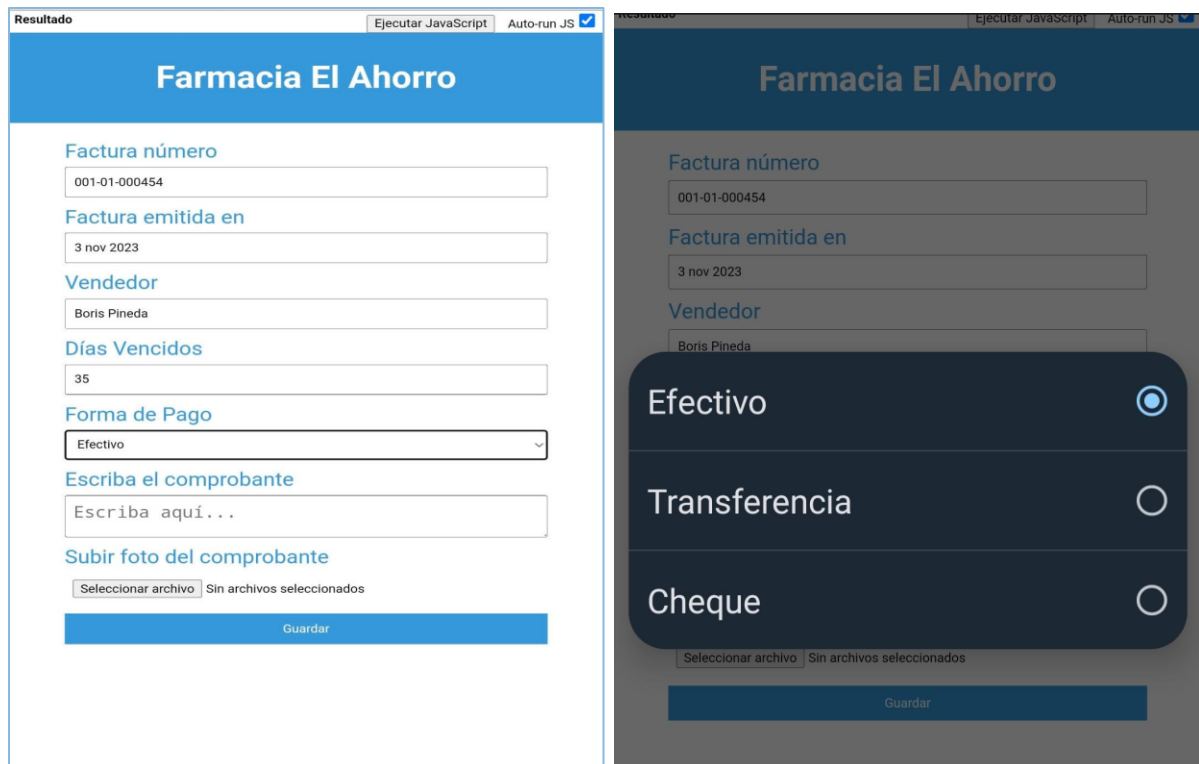 Resultado
Ejecutar JavaScript
Auto-run JS
Farmacia El Ahorro
Factura número
001-01-000454
Factura emitida en
3 nov 2023
Vendedor
Boris Pineda
Días Vencidos
35
Forma de Pago
Efectivo
Escriba el comprobante
Escriba aquí...
Subir foto del comprobante
Seleccionar archivo Sin archivos seleccionados
Guardar
Resultado
Ejecutar JavaScript
Auto-run JS
Farmacia El Ahorro
Factura número
001-01-000454
Factura emitida en
3 nov 2023
Vendedor
Boris Pineda
Efectivo
Transferencia
Cheque
Seleccionar archivo Sin archivos seleccionados
Guardar